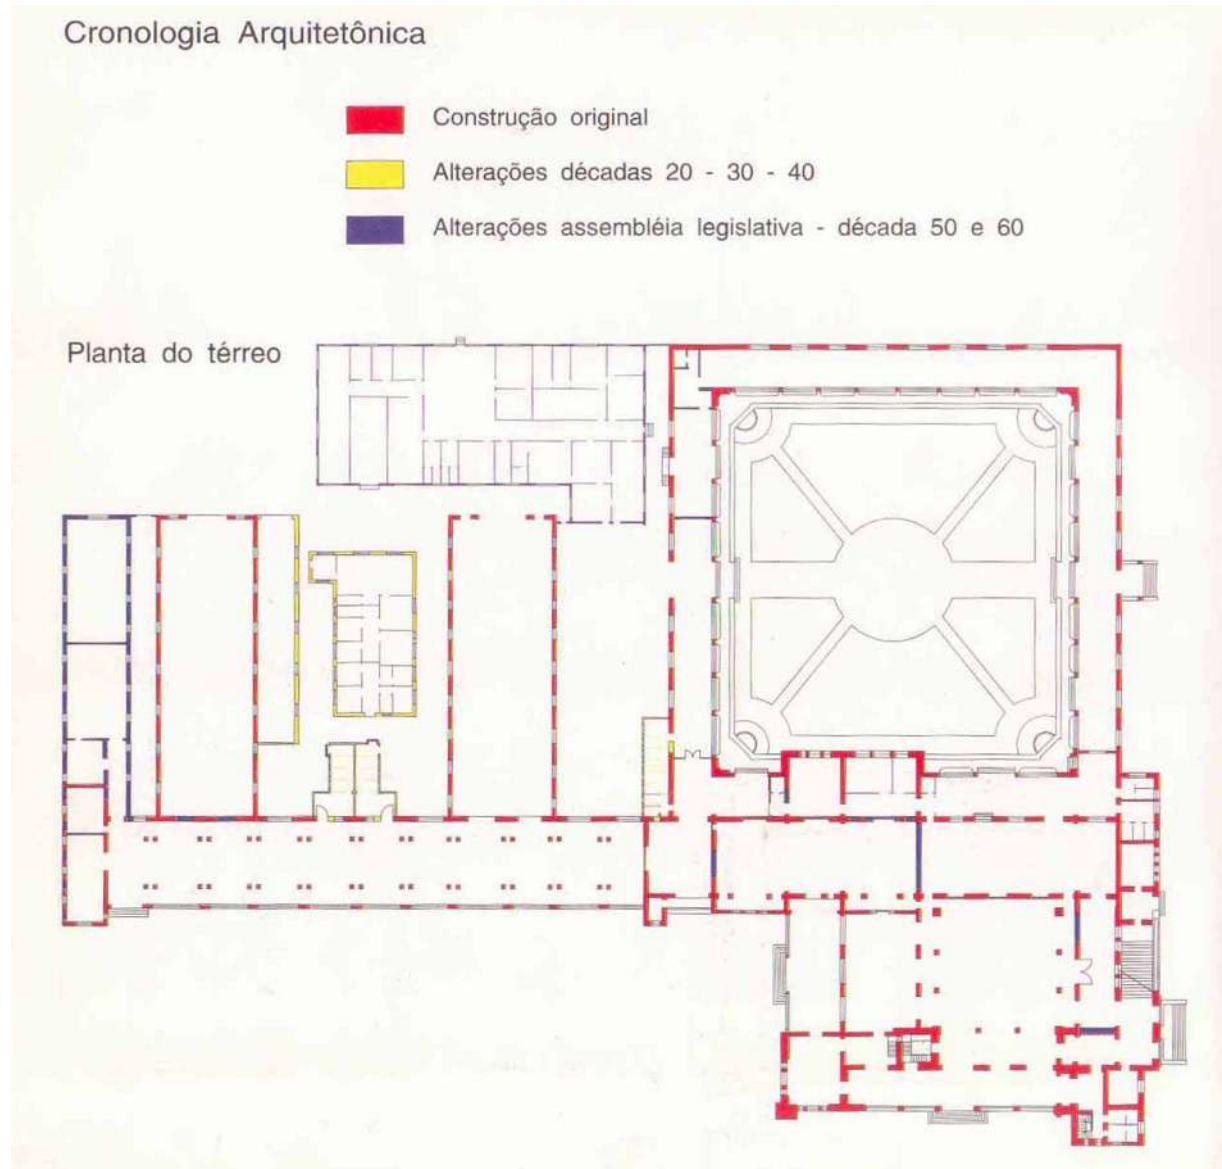 Cronologia Arquitetônica
Construção original
Alterações décadas 20 - 30 - 40
Alterações assembléia legislativa - década 50 e 60
Planta do térreo